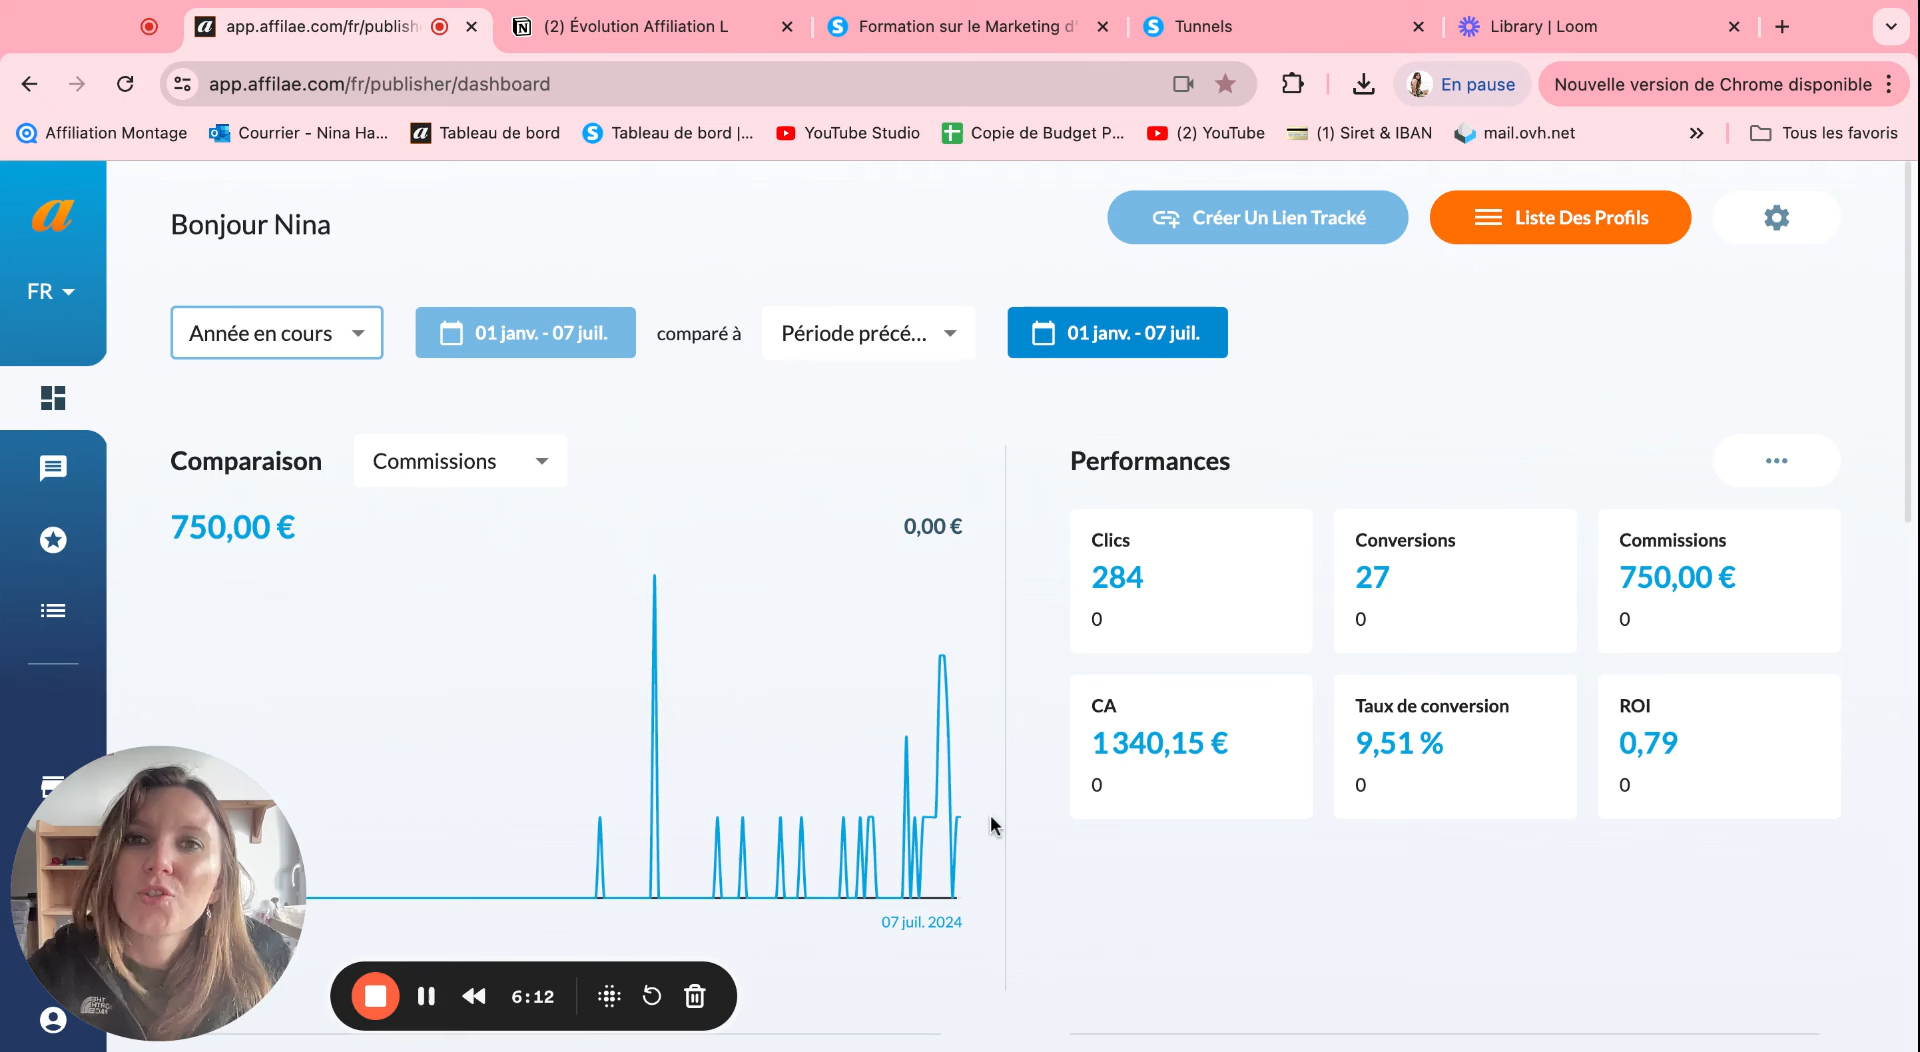 app.affilae.com/fr/publish
(2) Évolution Affiliation L
Formation sur le Marketing d'
Tunnels
Library | Loom
app.affilae.com/fr/publisher/dashboard
En pause
Nouvelle version de Chrome disponible
Affiliation Montage
Courrier - Nina Ha...
Tableau de bord
Tableau de bord |...
YouTube Studio
Copie de Budget P...
(2) YouTube
(1) Siret & IBAN
mail.ovh.net
Tous les favoris
a
Bonjour Nina
Créer Un Lien Tracké
Liste Des Profils
FR
Année en cours
01 janv. - 07 juil.
comparé à
Période précé...
01 janv. - 07 juil.
Comparaison
Commissions
750,00 €
0,00 €
07 juil. 2024
Performances
Clics
284
0
Conversions
27
0
Commissions
750,00 €
0
CA
1 340,15 €
0
Taux de conversion
9,51 %
0
ROI
0,79
0
6:12